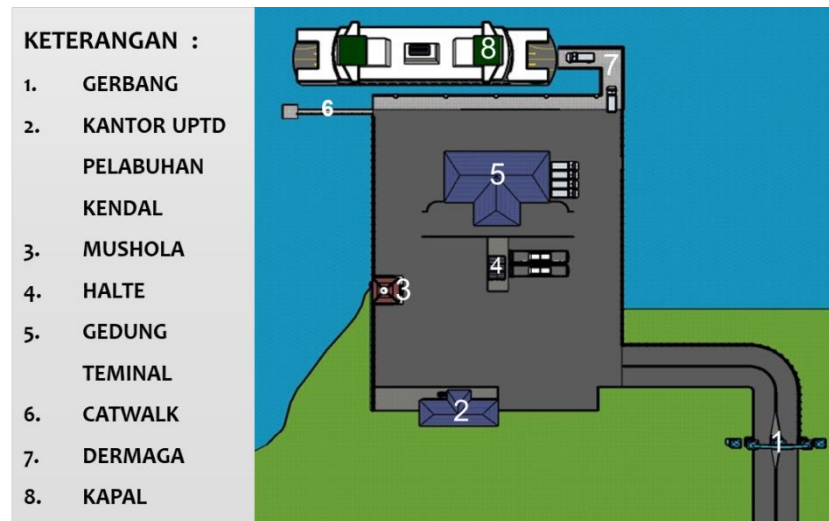 KETERANGAN :
1. GERBANG
2. KANTOR UPTD
PELABUHAN
KENDAL
3. MUSHOLA
4. HALTE
5. GEDUNG
TEMINAL
6. CATWALK
7. DERMAGA
8. KAPAL
8
7
6
5
4
3
2
1